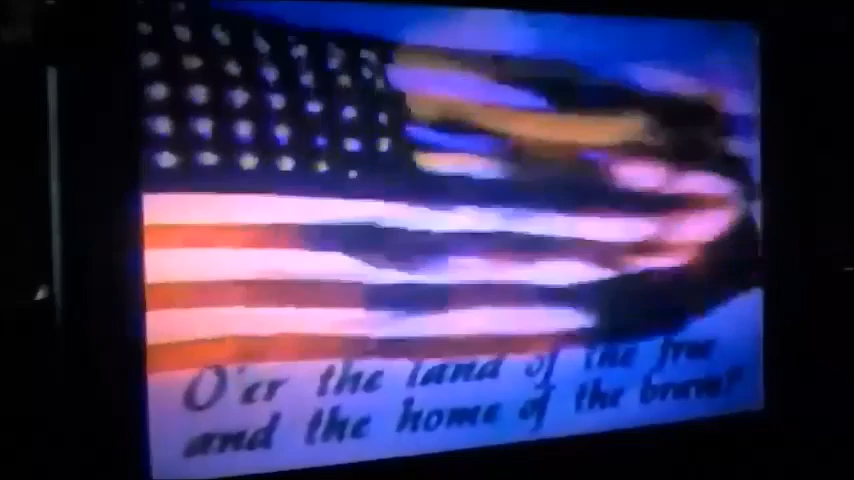 O'er the land of the free
and the home of the brave?